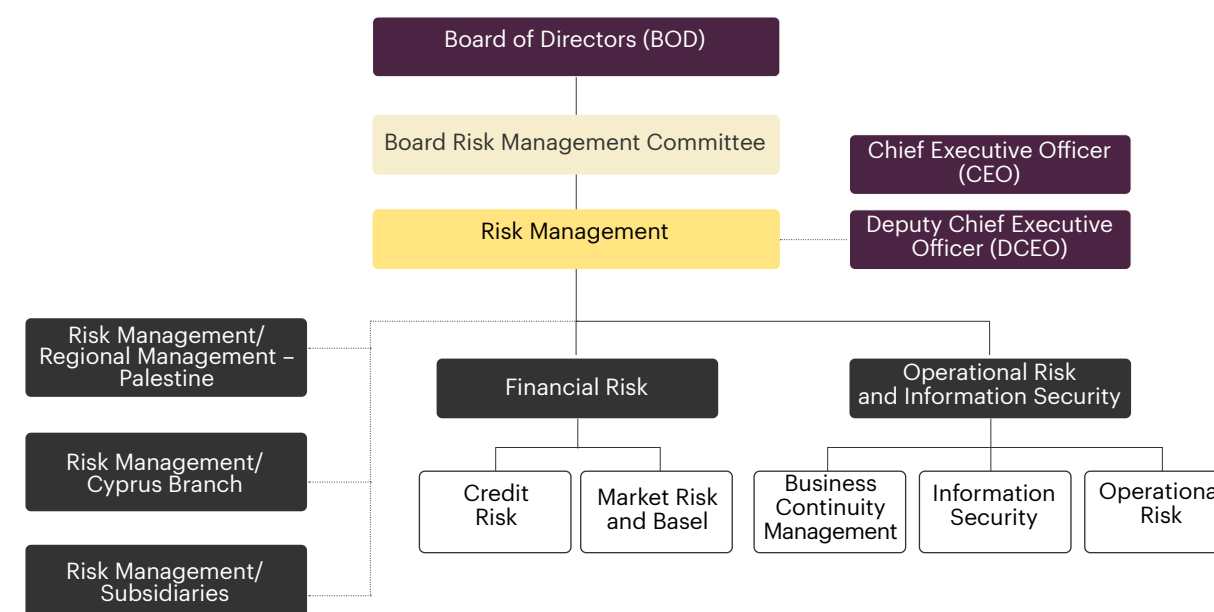 Board of Directors (BOD)
Board Risk Management Committee
Chief Executive Officer
(CEO)
Risk Management
Deputy Chief Executive
Officer (DCEO)
Risk Management/
Regional Management –
Palestine
Financial Risk
Operational Risk
and Information Security
Risk Management/
Cyprus Branch
Credit
Risk
Market Risk
and Basel
Business
Continuity
Management
Information
Security
Operationa
Risk
Risk Management/
Subsidiaries